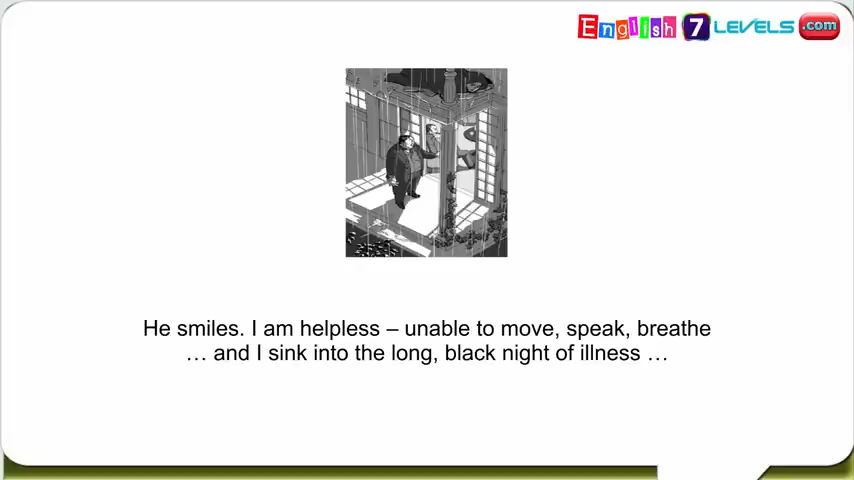 English 7 LEVELS .com
He smiles. I am helpless – unable to move, speak, breathe
… and I sink into the long, black night of illness …